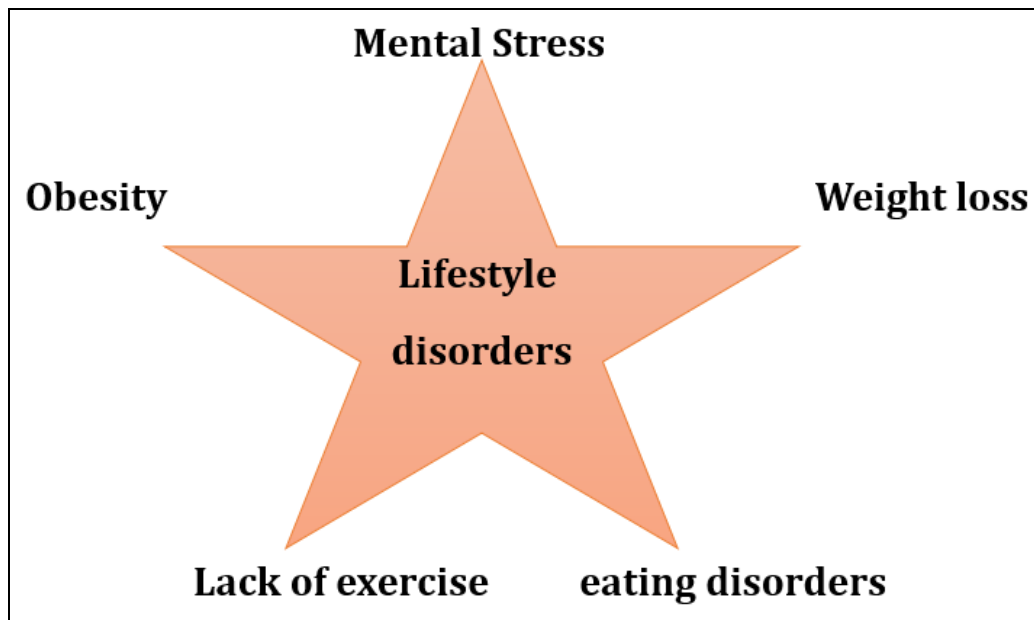 Mental Stress
Obesity
Weight loss
Lifestyle
disorders
Lack of exercise
eating disorders